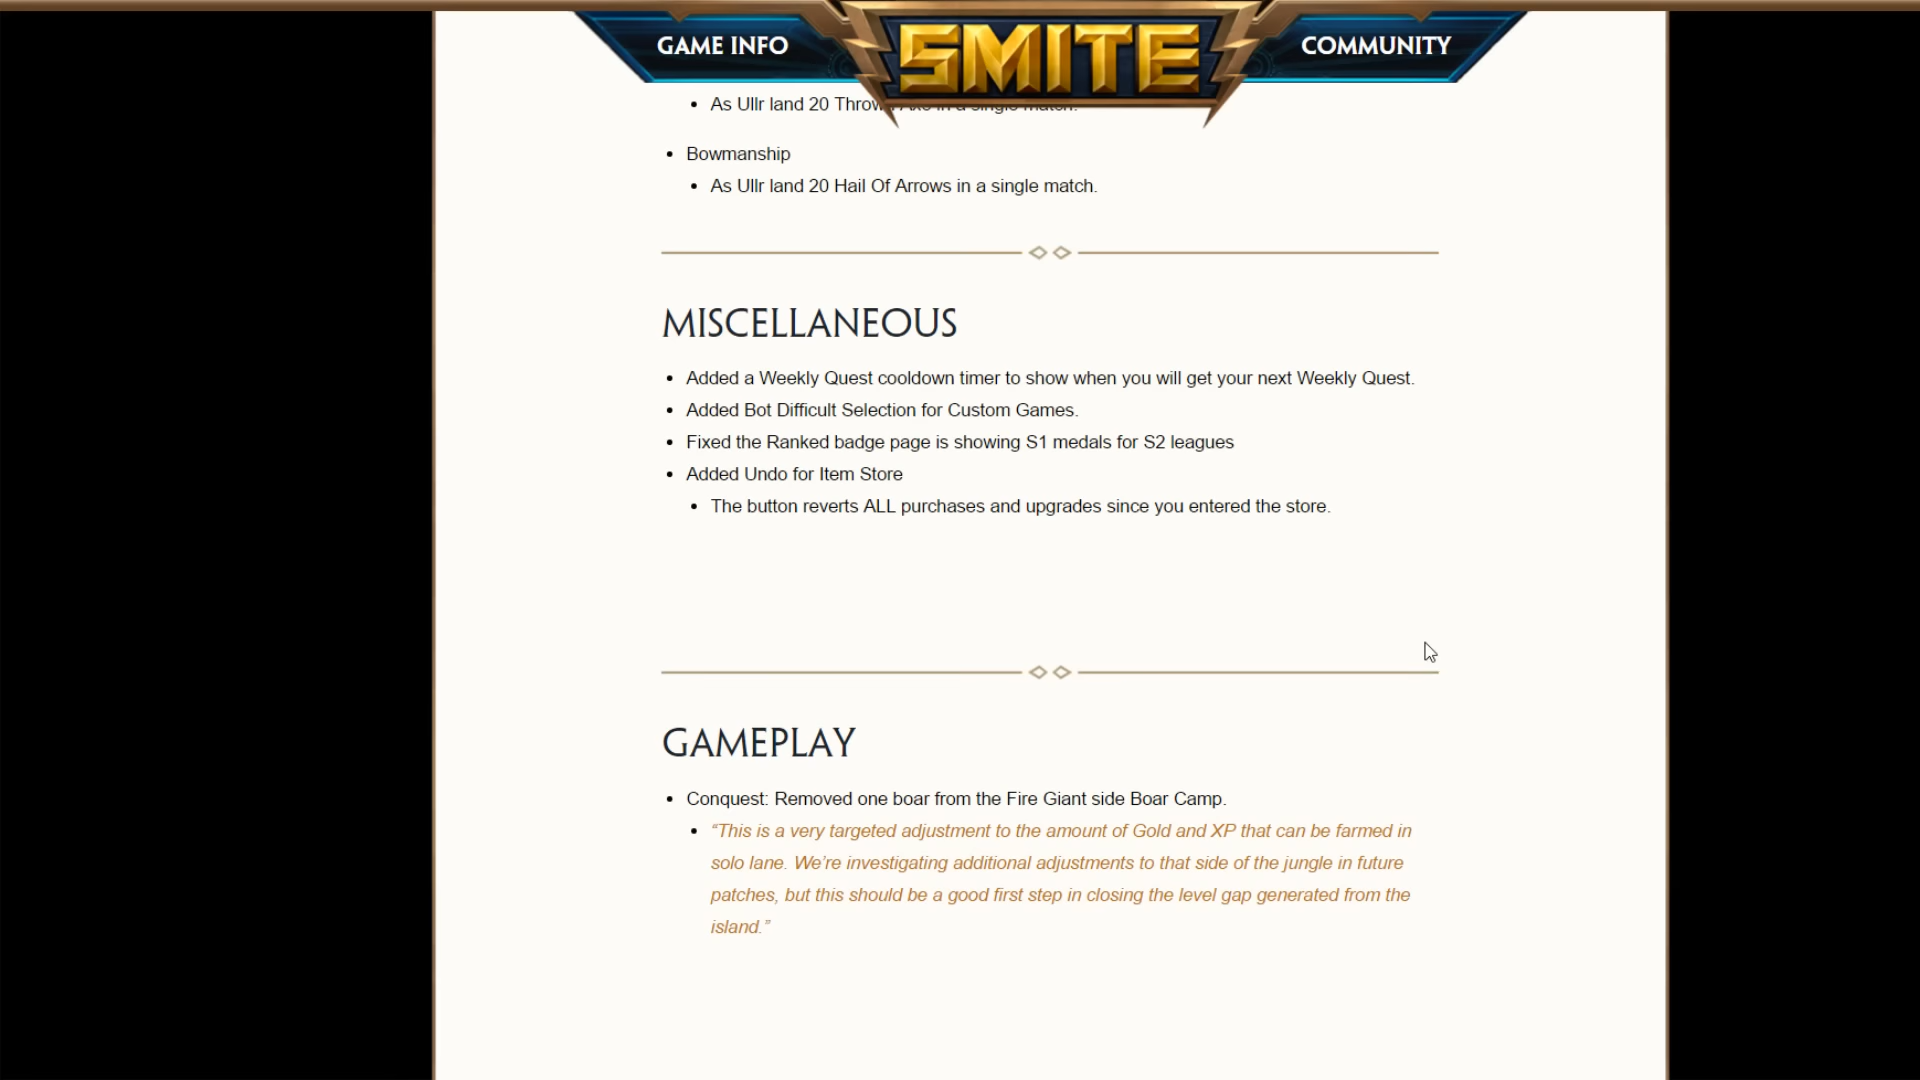 GAME INFO
SMITE
COMMUNITY
As Ullr land 20 Thrown Axe in a single match.
Bowmanship
As Ullr land 20 Hail Of Arrows in a single match.
MISCELLANEOUS
Added a Weekly Quest cooldown timer to show when you will get your next Weekly Quest.
Added Bot Difficult Selection for Custom Games.
Fixed the Ranked badge page is showing S1 medals for S2 leagues
Added Undo for Item Store
The button reverts ALL purchases and upgrades since you entered the store.
GAMEPLAY
Conquest: Removed one boar from the Fire Giant side Boar Camp.
“This is a very targeted adjustment to the amount of Gold and XP that can be farmed in
solo lane. We’re investigating additional adjustments to that side of the jungle in future
patches, but this should be a good first step in closing the level gap generated from the
island.”